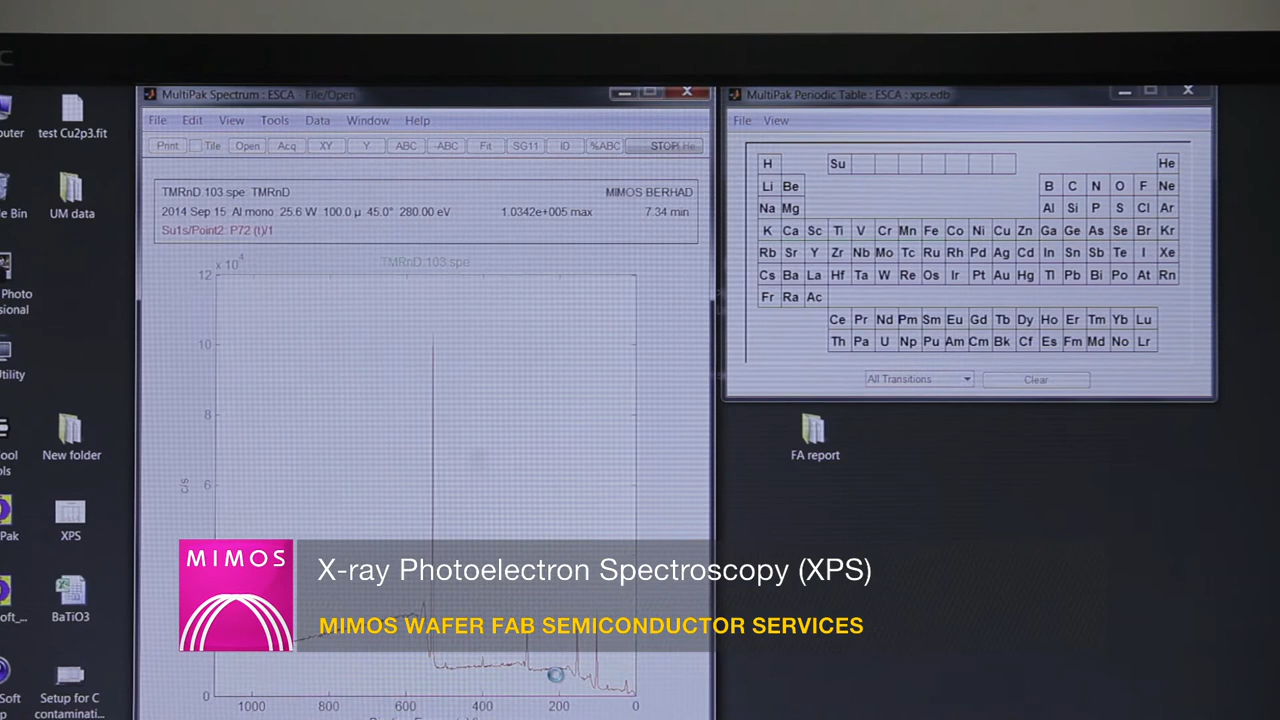 MultiPak Spectrum : ESCA - File/Open
File Edit View Tools Data Window Help
Print Tile Open Acq XY Y ABC -ABC Fit SG11 ID %ABC STOP He
TMRnD.103.spe: TMRnD MIMOS BERHAD
2014 Sep 15 Al mono 25.6 W 100.0 µ 45.0° 280.00 eV 1.0342e+005 max 7.34 min
Su1s/Point2: P72 (t)/1
TMRnD.103.spe
x 10⁴
12
10
8
6
0
c/s
1000 800 600 400 200 0
MultiPak Periodic Table : ESCA : xps.edb
File View
H Su He
Li Be B C N O F Ne
Na Mg Al Si P S Cl Ar
K Ca Sc Ti V Cr Mn Fe Co Ni Cu Zn Ga Ge As Se Br Kr
Rb Sr Y Zr Nb Mo Tc Ru Rh Pd Ag Cd In Sn Sb Te I Xe
Cs Ba La Hf Ta W Re Os Ir Pt Au Hg Tl Pb Bi Po At Rn
Fr Ra Ac
Ce Pr Nd Pm Sm Eu Gd Tb Dy Ho Er Tm Yb Lu
Th Pa U Np Pu Am Cm Bk Cf Es Fm Md No Lr
All Transitions Clear
test Cu2p3.fit
UM data
New folder
XPS
BaTiO3
Setup for C
contaminati...
FA report
Photo
MIMOS
X-ray Photoelectron Spectroscopy (XPS)
MIMOS WAFER FAB SEMICONDUCTOR SERVICES